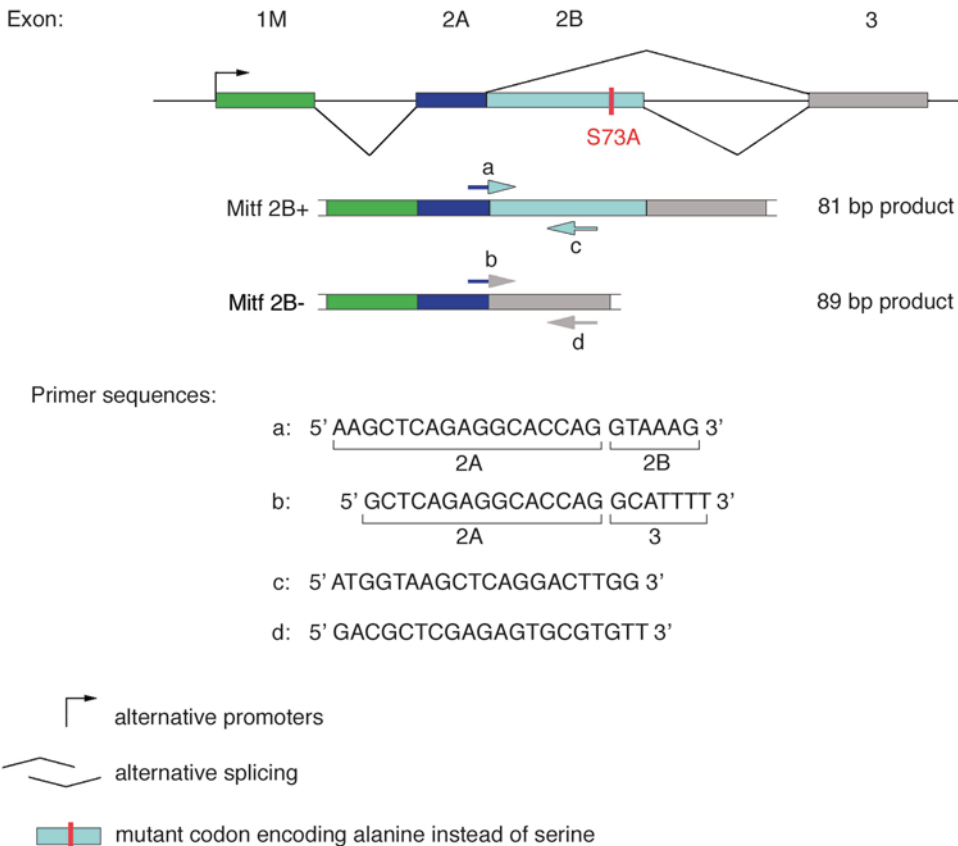 Exon: 1M 2A 2B 3
S73A
a
Mitf 2B+ 81 bp product
c
b
Mitf 2B- 89 bp product
d
Primer sequences:
a: 5’ AAGCTCAGAGGCACCAG GTAAAG 3’
2A 2B
b: 5’ GCTCAGAGGCACCAG GCATTTT 3’
2A 3
c: 5’ ATGGTAAGCTCAGGACTTGG 3’
d: 5’ GACGCTCGAGAGTGCGTGTT 3’
alternative promoters
alternative splicing
mutant codon encoding alanine instead of serine